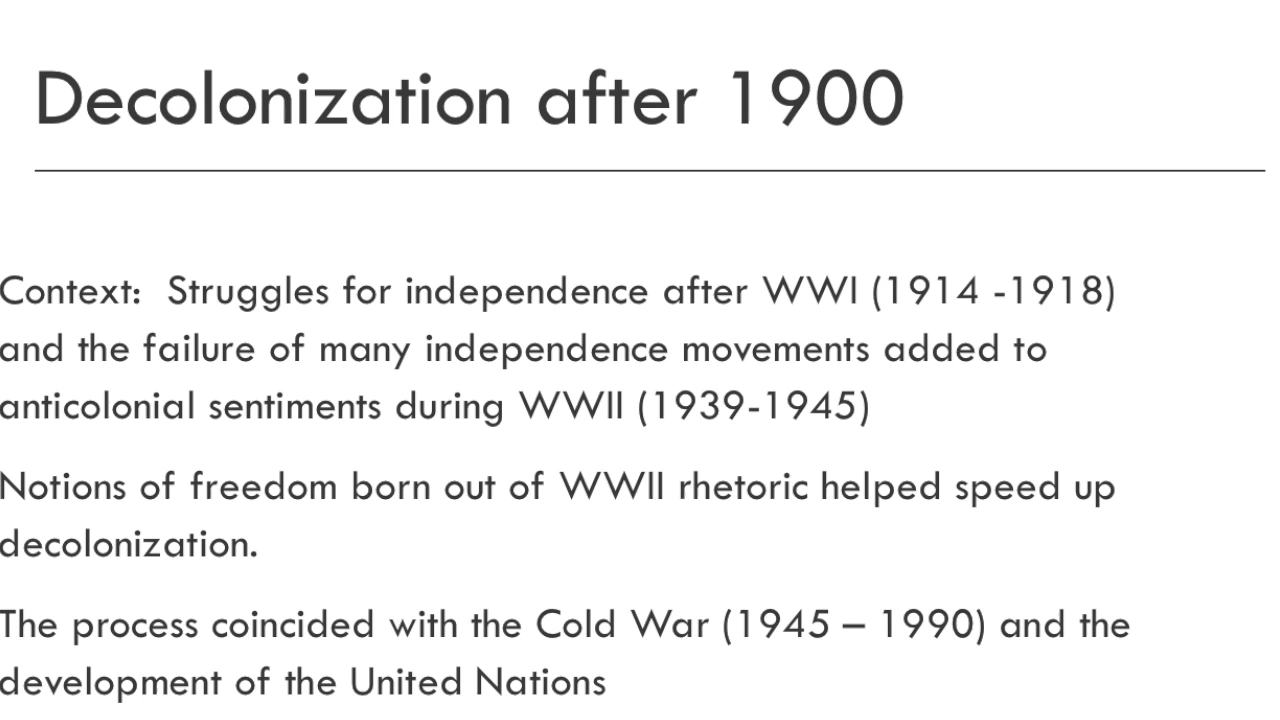 Decolonization after 1900
Context:  Struggles for independence after WWI (1914 -1918)
and the failure of many independence movements added to
anticolonial sentiments during WWII (1939-1945)
Notions of freedom born out of WWII rhetoric helped speed up
decolonization.
The process coincided with the Cold War (1945 – 1990) and the
development of the United Nations